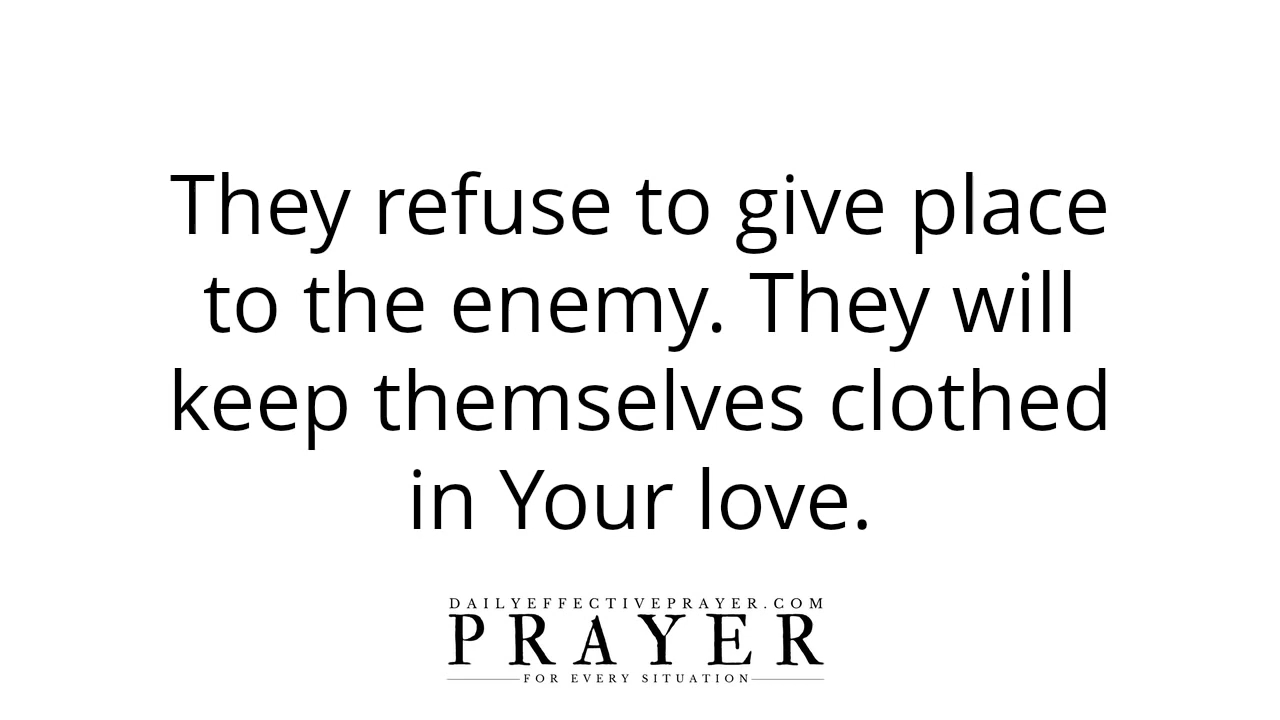 They refuse to give place
to the enemy. They will
keep themselves clothed
in Your love.
DAILYEFFECTIVEPRAYER.COM
PRAYER
FOR EVERY SITUATION